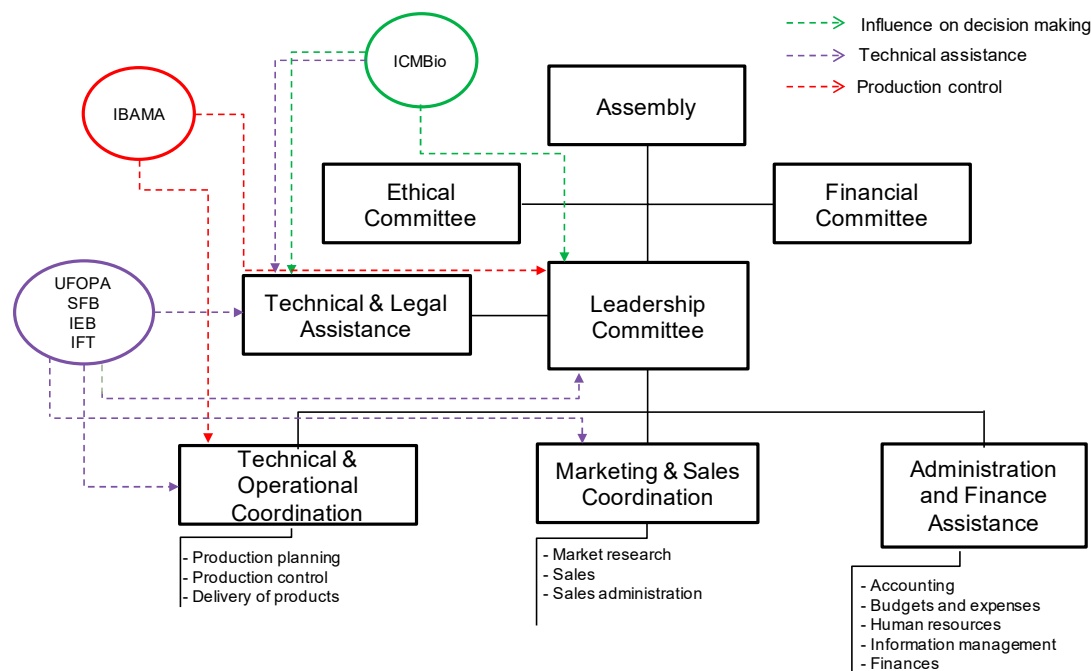 ICMBio
Influence on decision making
Technical assistance
Production control
IBAMA
Assembly
Ethical
Committee
Financial
Committee
UFOPA
SFB
IEB
IFT
Technical & Legal
Assistance
Leadership
Committee
Technical &
Operational
Coordination
Marketing & Sales
Coordination
Administration
and Finance
Assistance
- Production planning
- Production control
- Delivery of products
- Market research
- Sales
- Sales administration
- Accounting
- Budgets and expenses
- Human resources
- Information management
- Finances